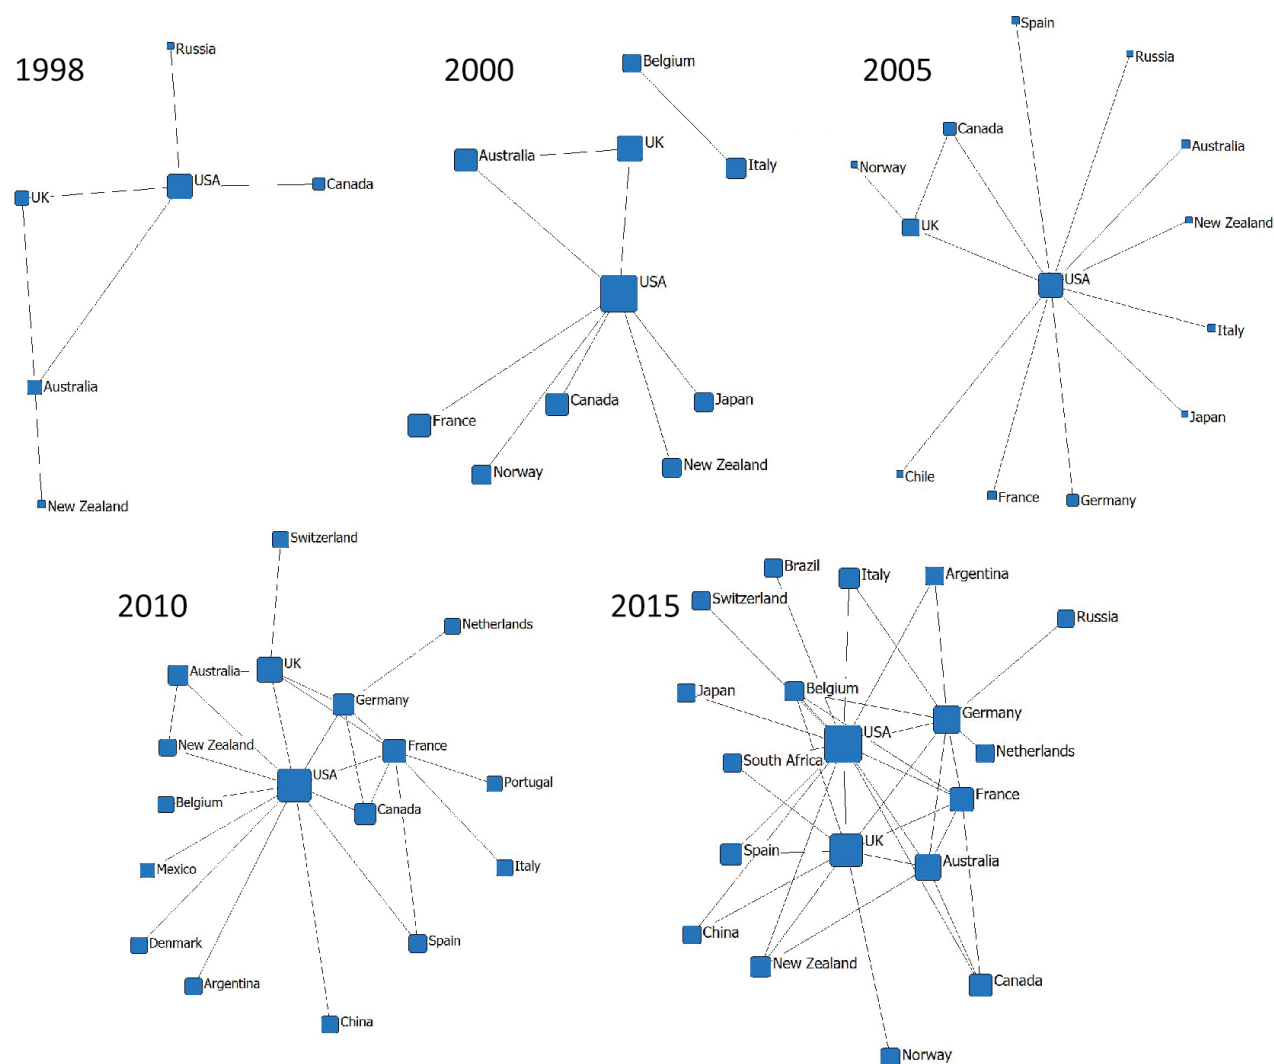 1998
Russia
USA
UK
Canada
Australia
New Zealand
2000
Belgium
UK
Australia
Italy
USA
France
Canada
Japan
Norway
New Zealand
2005
Spain
Russia
Canada
Australia
Norway
New Zealand
UK
USA
Italy
Japan
Chile
France
Germany
2010
Switzerland
Netherlands
Australia
UK
Germany
New Zealand
France
USA
Portugal
Belgium
Canada
Mexico
Italy
Denmark
Spain
Argentina
China
2015
Brazil
Italy
Argentina
Switzerland
Russia
Japan
Belgium
Germany
USA
Netherlands
South Africa
France
UK
Spain
Australia
China
New Zealand
Canada
Norway